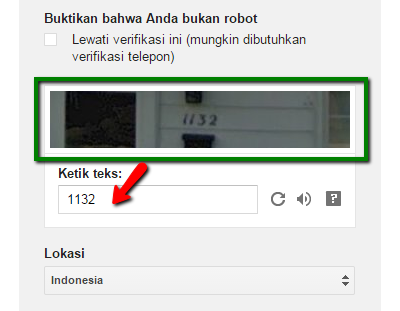 Buktikan bahwa Anda bukan robot
Lewati verifikasi ini (mungkin dibutuhkan
verifikasi telepon)
1132
Ketik teks:
1132
?
Lokasi
Indonesia